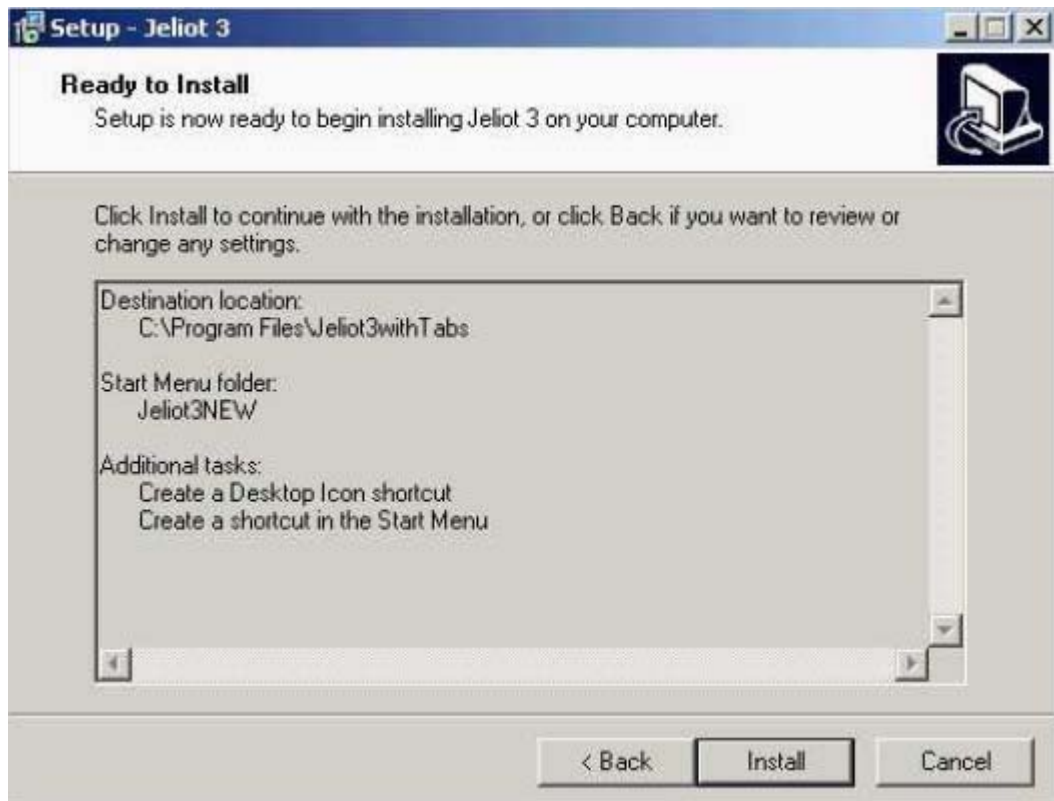 Setup - Jeliot 3
Ready to Install
Setup is now ready to begin installing Jeliot 3 on your computer.
Click Install to continue with the installation, or click Back if you want to review or
change any settings.
Destination location:
C:\Program Files\Jeliot3withTabs
Start Menu folder:
Jeliot3NEW
Additional tasks:
Create a Desktop Icon shortcut
Create a shortcut in the Start Menu
< Back
Install
Cancel